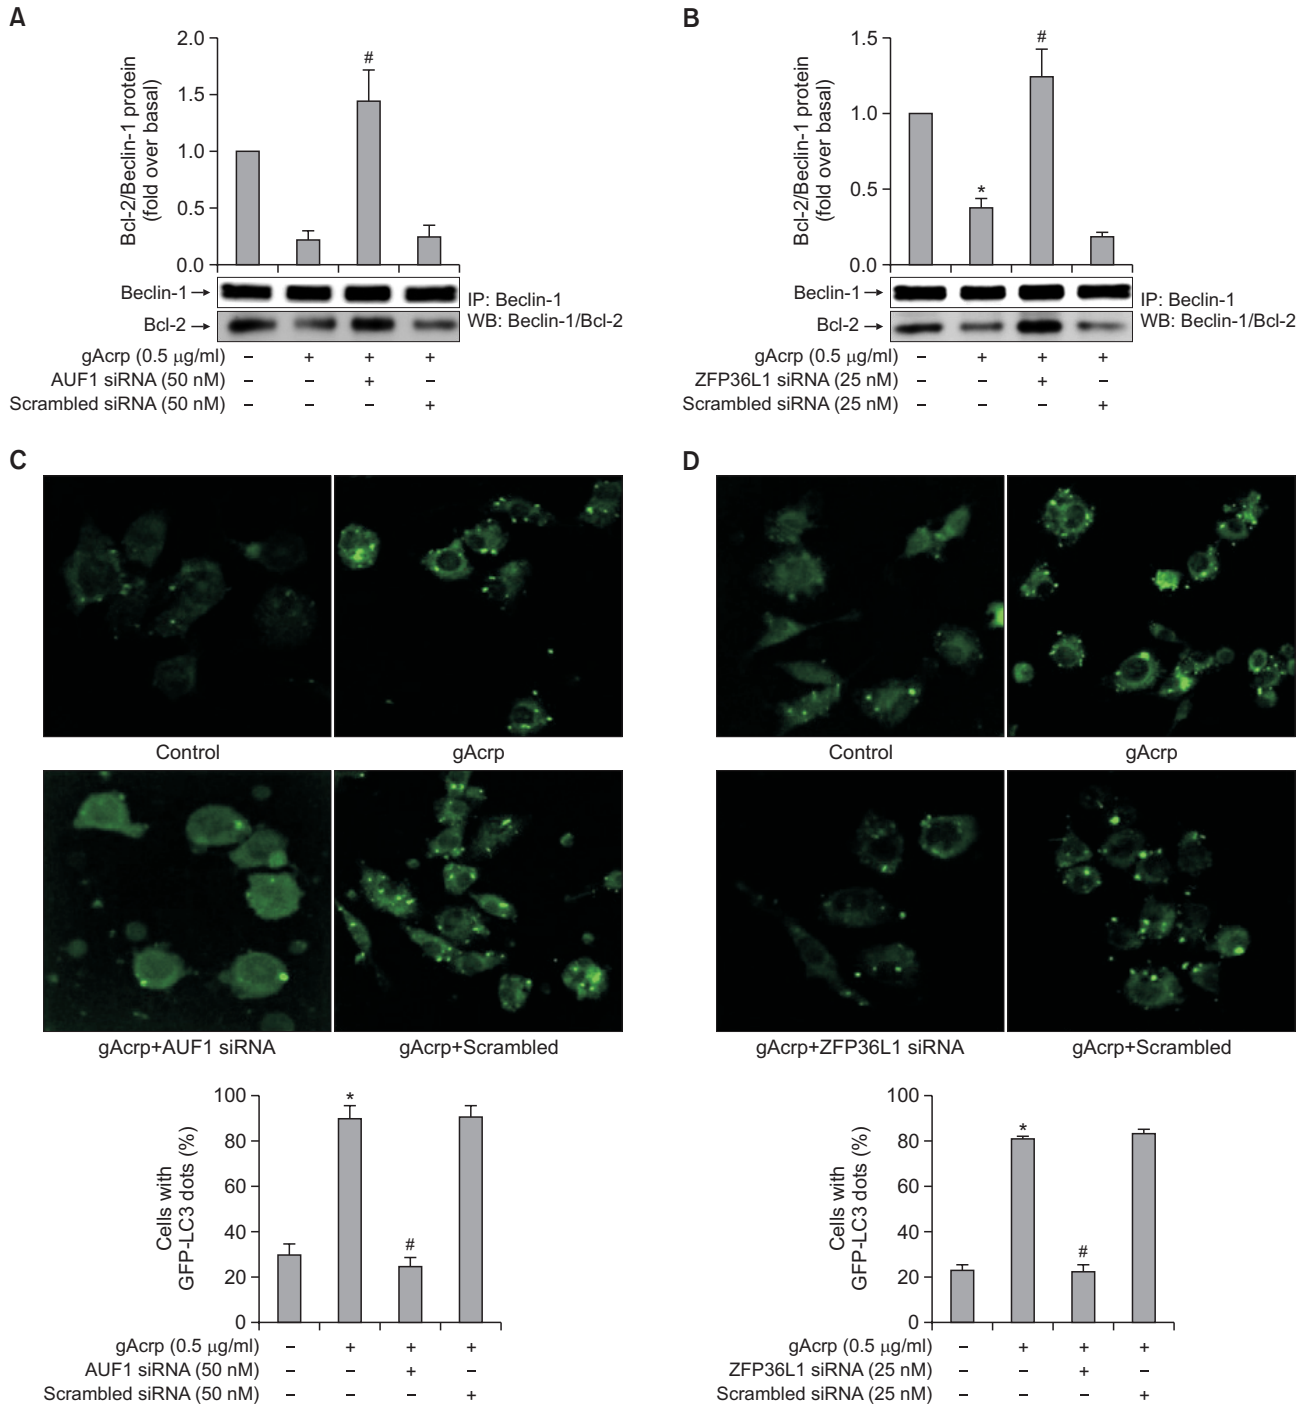 A
2.0
1.5
1.0
0.5
0.0
Bcl-2/Beclin-1 protein
(fold over basal)
#
Beclin-1 →
Bcl-2 →
IP: Beclin-1
WB: Beclin-1/Bcl-2
gAcrp (0.5 μg/ml) – + + +
AUF1 siRNA (50 nM) – – + –
Scrambled siRNA (50 nM) – – – +
B
1.5
1.0
0.5
0.0
Bcl-2/Beclin-1 protein
(fold over basal)
*
#
Beclin-1 →
Bcl-2 →
IP: Beclin-1
WB: Beclin-1/Bcl-2
gAcrp (0.5 μg/ml) – + + +
ZFP36L1 siRNA (25 nM) – – + –
Scrambled siRNA (25 nM) – – – +
C
Control
gAcrp
gAcrp+AUF1 siRNA
gAcrp+Scrambled
100
80
60
40
20
0
Cells with
GFP-LC3 dots (%)
*
#
gAcrp (0.5 μg/ml) – + + +
AUF1 siRNA (50 nM) – – + –
Scrambled siRNA (50 nM) – – – +
D
Control
gAcrp
gAcrp+ZFP36L1 siRNA
gAcrp+Scrambled
100
80
60
40
20
0
Cells with
GFP-LC3 dots (%)
*
#
gAcrp (0.5 μg/ml) – + + +
ZFP36L1 siRNA (25 nM) – – + –
Scrambled siRNA (25 nM) – – – +